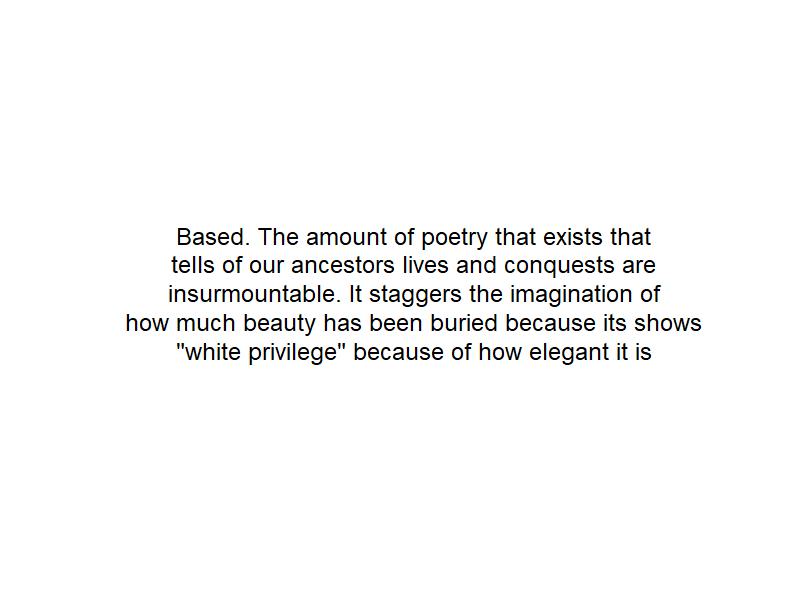 Based. The amount of poetry that exists that
tells of our ancestors lives and conquests are
insurmountable. It staggers the imagination of
how much beauty has been buried because its shows
"white privilege" because of how elegant it is